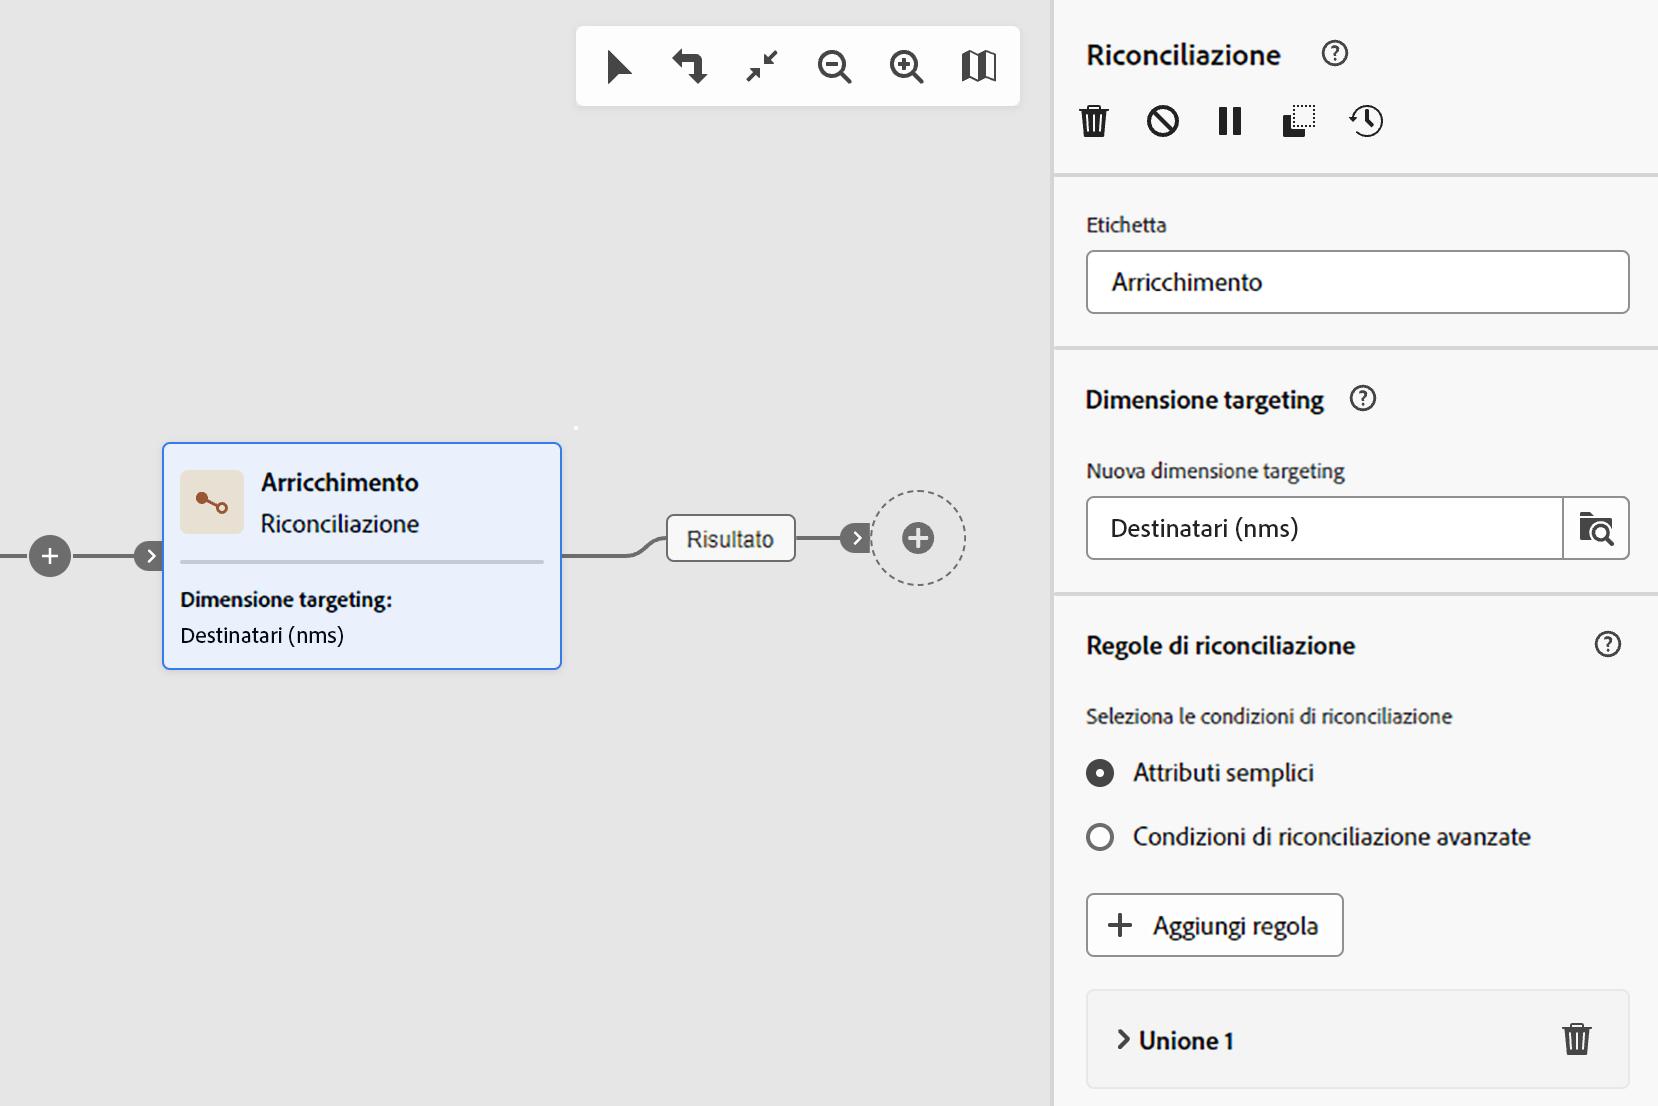 Riconciliazione
Etichetta
Arricchimento
Dimensione targeting
Nuova dimensione targeting
Destinatari (nms)
Regole di riconciliazione
Seleziona le condizioni di riconciliazione
Attributi semplici
Condizioni di riconciliazione avanzate
Aggiungi regola
Unione 1
Arricchimento
Riconciliazione
Dimensione targeting:
Destinatari (nms)
Risultato